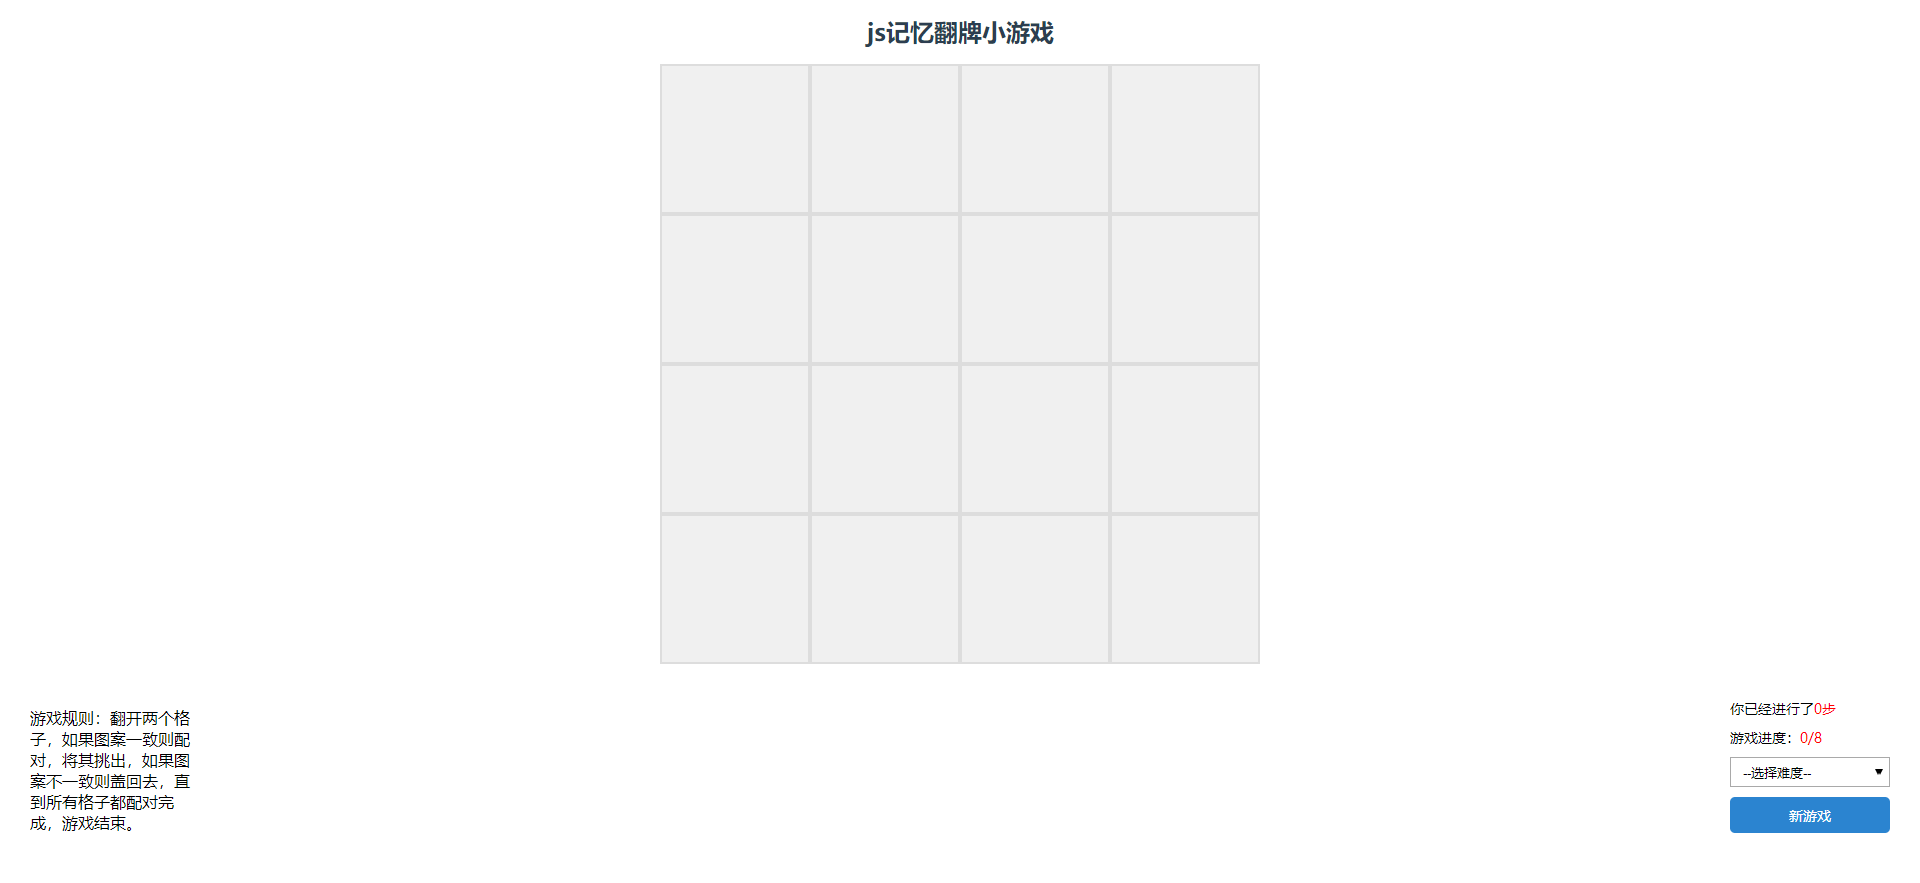 js记忆翻牌小游戏
游戏规则：翻开两个格
子，如果图案一致则配
对，将其挑出，如果图
案不一致则盖回去，直
到所有格子都配对完
成，游戏结束。
你已经进行了0步
游戏进度：0/8
--选择难度--
新游戏